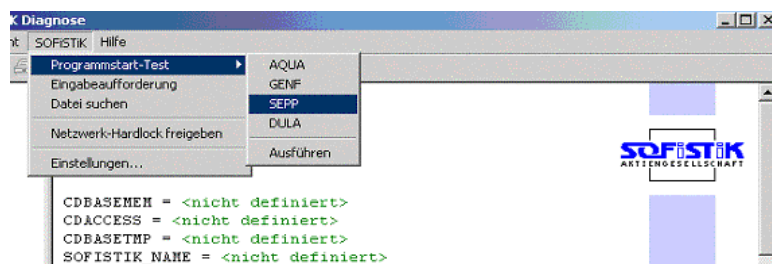 K Diagnose
nt SOFiSTiK Hilfe
Programmstart-Test
Eingabeaufforderung
Datei suchen
Netzwerk-Hardlock freigeben
Einstellungen...
AQUA
GENF
SEPP
DULA
Ausführen
SOFiSTiK
AKTIENGESELLSCHAFT
CDBASEMEM = <nicht definiert>
CDACCESS = <nicht definiert>
CDBASETMP = <nicht definiert>
SOFISTIK NAME = <nicht definiert>